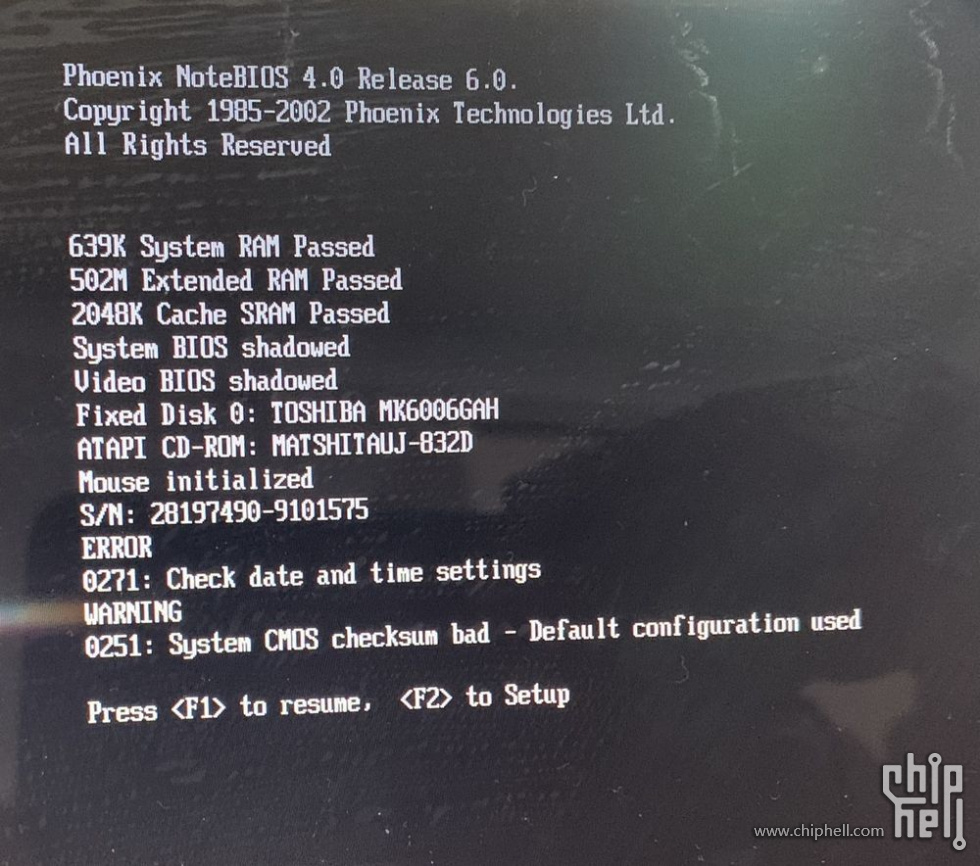 Phoenix NoteBIOS 4.0 Release 6.0.
Copyright 1985-2002 Phoenix Technologies Ltd.
All Rights Reserved
639K System RAM Passed
502M Extended RAM Passed
2048K Cache SRAM Passed
System BIOS shadowed
Video BIOS shadowed
Fixed Disk 0: TOSHIBA MK6006GAH
ATAPI CD-ROM: MATSHITAUJ-832D
Mouse initialized
S/N: 28197490-9101575
ERROR
0271: Check date and time settings
WARNING
0251: System CMOS checksum bad - Default configuration used
Press <F1> to resume, <F2> to Setup
chip
hell
www.chiphell.com